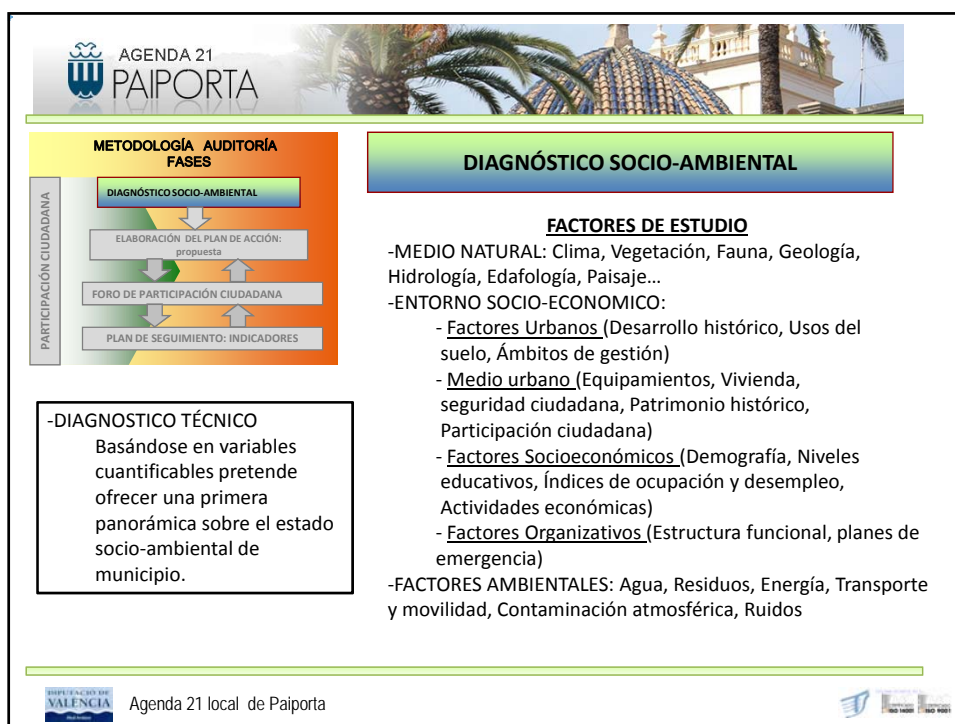 AGENDA 21
PAIPORTA
METODOLOGÍA AUDITORÍA
FASES
PARTICIPACIÓN CIUDADANA
DIAGNÓSTICO SOCIO-AMBIENTAL
ELABORACIÓN DEL PLAN DE ACCIÓN:
propuesta
FORO DE PARTICIPACIÓN CIUDADANA
PLAN DE SEGUIMIENTO: INDICADORES
-DIAGNOSTICO TÉCNICO
Basándose en variables
cuantificables pretende
ofrecer una primera
panorámica sobre el estado
socio-ambiental de
municipio.
DIAGNÓSTICO SOCIO-AMBIENTAL
FACTORES DE ESTUDIO
-MEDIO NATURAL: Clima, Vegetación, Fauna, Geología,
Hidrología, Edafología, Paisaje…
-ENTORNO SOCIO-ECONOMICO:
- Factores Urbanos (Desarrollo histórico, Usos del
suelo, Ámbitos de gestión)
- Medio urbano (Equipamientos, Vivienda,
seguridad ciudadana, Patrimonio histórico,
Participación ciudadana)
- Factores Socioeconómicos (Demografía, Niveles
educativos, Índices de ocupación y desempleo,
Actividades económicas)
- Factores Organizativos (Estructura funcional, planes de
emergencia)
-FACTORES AMBIENTALES: Agua, Residuos, Energía, Transporte
y movilidad, Contaminación atmosférica, Ruidos
DIPUTACIÓ DE
VALÈNCIA
Agenda 21 local de Paiporta
ISO 14001
ISO 9001